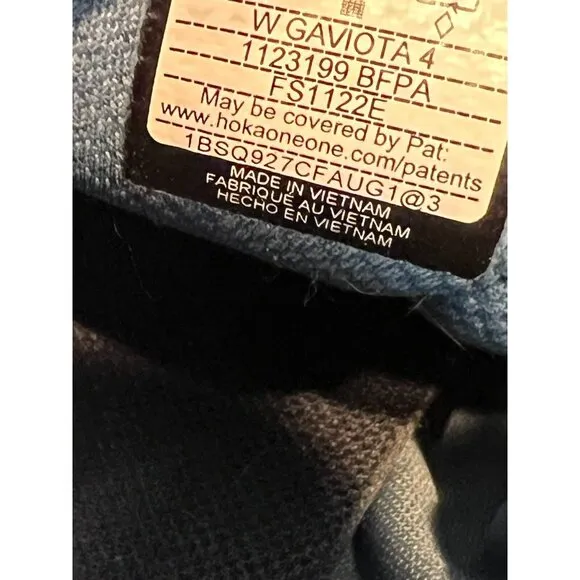 W GAVIOTA 4
1123199 BFPA
FS1122E
May be covered by Pat:
www.hokaoneone.com/patents
1BSQ927CFAUG1@3
MADE IN VIETNAM
FABRIQUÉ AU VIETNAM
HECHO EN VIETNAM